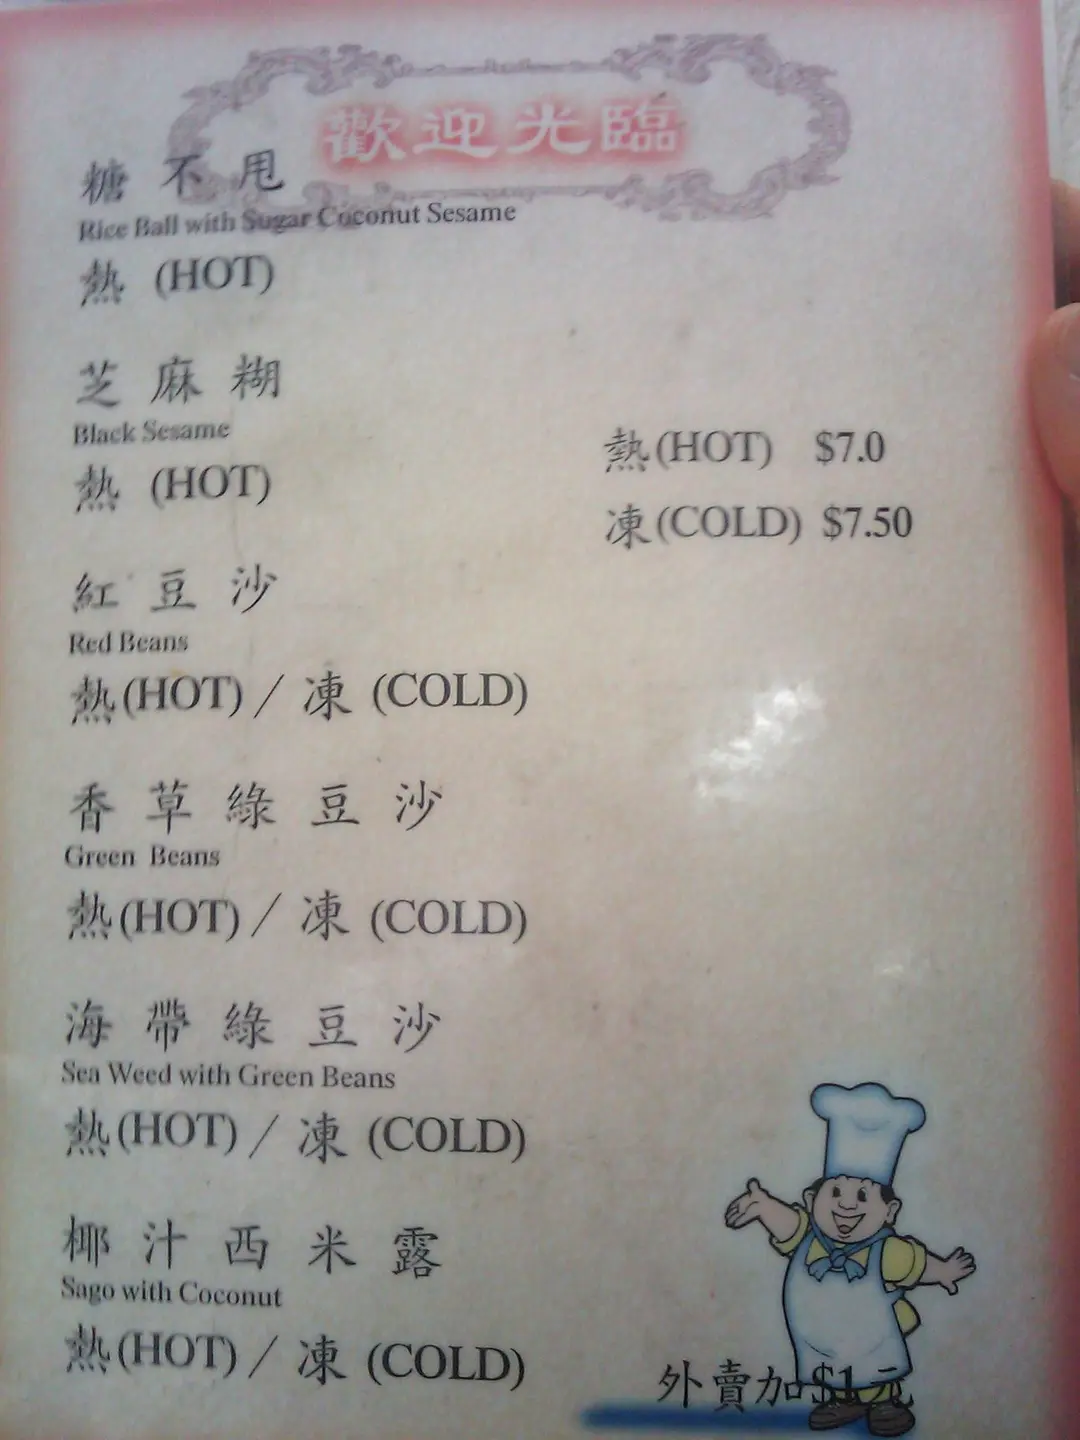 歡迎光臨
糖不甩
Rice Ball with Sugar Coconut Sesame
熱 (HOT)
芝麻糊
Black Sesame
熱 (HOT)
熱(HOT) $7.0
凍(COLD) $7.50
紅豆沙
Red Beans
熱(HOT) / 凍 (COLD)
香草綠豆沙
Green Beans
熱(HOT) / 凍 (COLD)
海帶綠豆沙
Sea Weed with Green Beans
熱(HOT) / 凍 (COLD)
椰汁西米露
Sago with Coconut
熱(HOT) / 凍 (COLD)
外賣加$1元